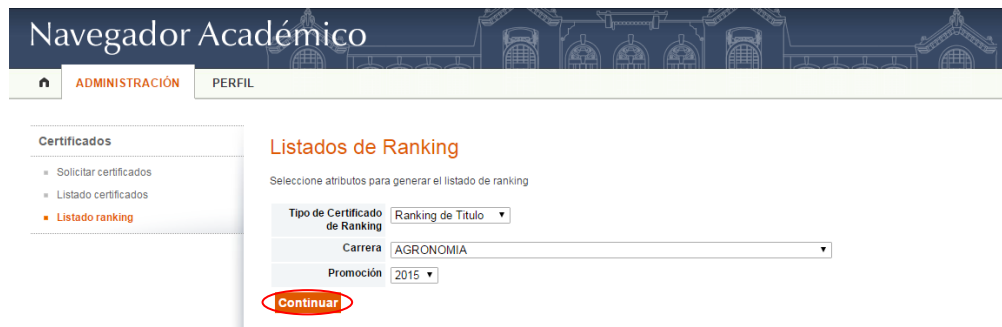 Navegador Académico
ADMINISTRACIÓN PERFIL
Certificados
Solicitar certificados
Listado certificados
Listado ranking
Listados de Ranking
Seleccione atributos para generar el listado de ranking
Tipo de Certificado de Ranking
Ranking de Titulo
Carrera AGRONOMIA
Promoción 2015
Continuar